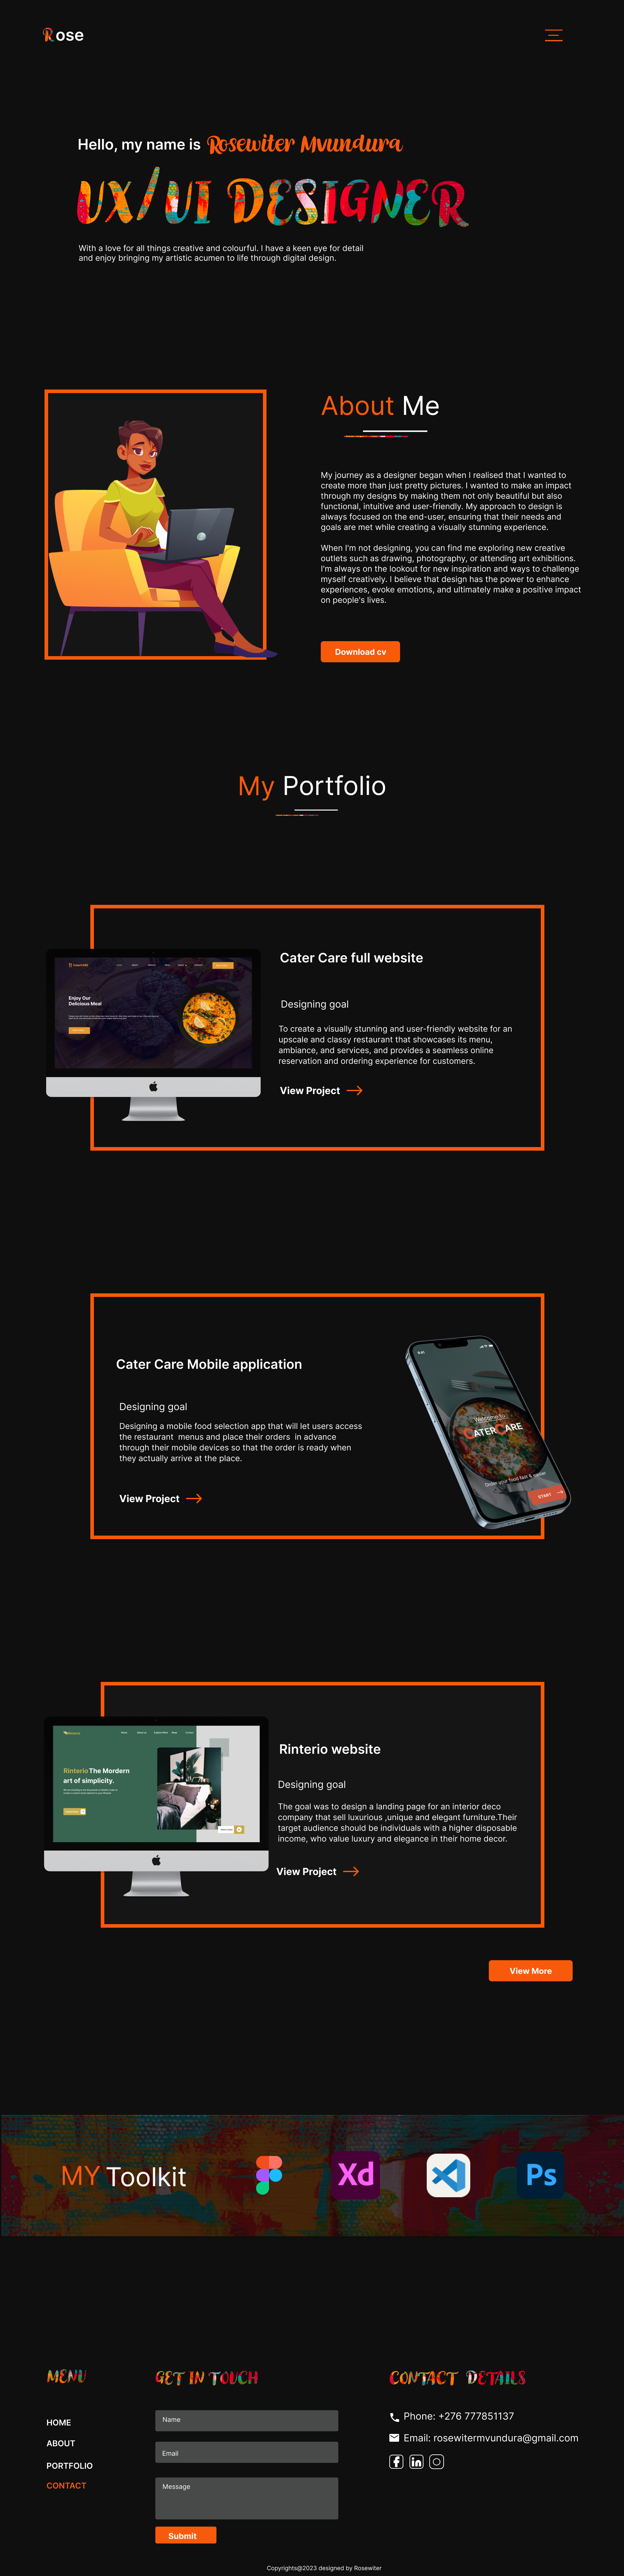 Rose
Hello, my name is Rosewiter Mvundura
UX/UI DESIGNER
With a love for all things creative and colourful. I have a keen eye for detail
and enjoy bringing my artistic acumen to life through digital design.
About Me
My journey as a designer began when I realised that I wanted to
create more than just pretty pictures. I wanted to make an impact
through my designs by making them not only beautiful but also
functional, intuitive and user-friendly. My approach to design is
always focused on the end-user, ensuring that their needs and
goals are met while creating a visually stunning experience.
When I'm not designing, you can find me exploring new creative
outlets such as drawing, photography, or attending art exhibitions.
I'm always on the lookout for new inspiration and ways to challenge
myself creatively. I believe that design has the power to enhance
experiences, evoke emotions, and ultimately make a positive impact
on people's lives.
Download cv
My Portfolio
Enjoy Our
Delicious Meal
Cater Care full website
Designing goal
To create a visually stunning and user-friendly website for an
upscale and classy restaurant that showcases its menu,
ambiance, and services, and provides a seamless online
reservation and ordering experience for customers.
View Project
Cater Care Mobile application
Designing goal
Designing a mobile food selection app that will let users access
the restaurant menus and place their orders in advance
through their mobile devices so that the order is ready when
they actually arrive at the place.
View Project
9:41
Welcome to
CATERCARE
Order your food fast & easier
START
Rinterio The Mordern
art of simplicity.
Rinterio website
Designing goal
The goal was to design a landing page for an interior deco
company that sell luxurious ,unique and elegant furniture.Their
target audience should be individuals with a higher disposable
income, who value luxury and elegance in their home decor.
View Project
View More
MY Toolkit
Xd
Ps
MENU
HOME
ABOUT
PORTFOLIO
CONTACT
GET IN TOUCH
Name
Email
Message
Submit
CONTACT DETAILS
Phone: +276 777851137
Email: rosewitermvundura@gmail.com
Copyrights@2023 designed by Rosewiter